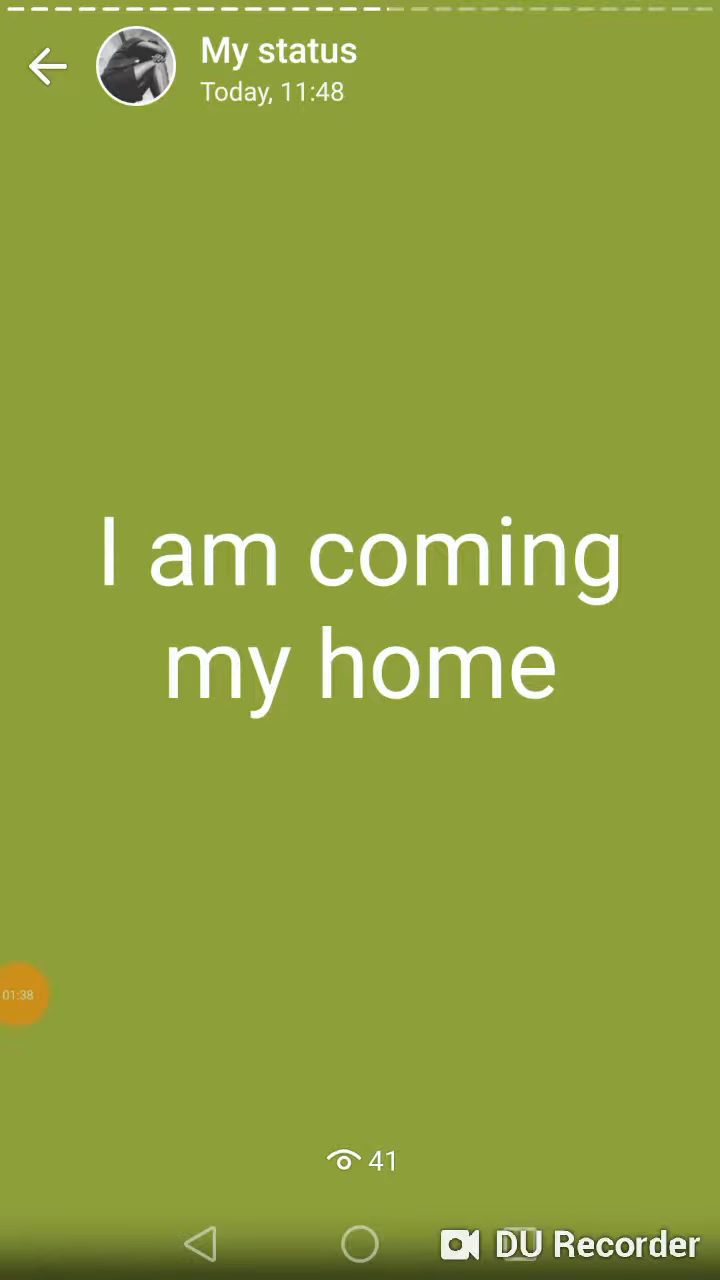 My status
Today, 11:48
I am coming
my home
01:38
41
DU Recorder